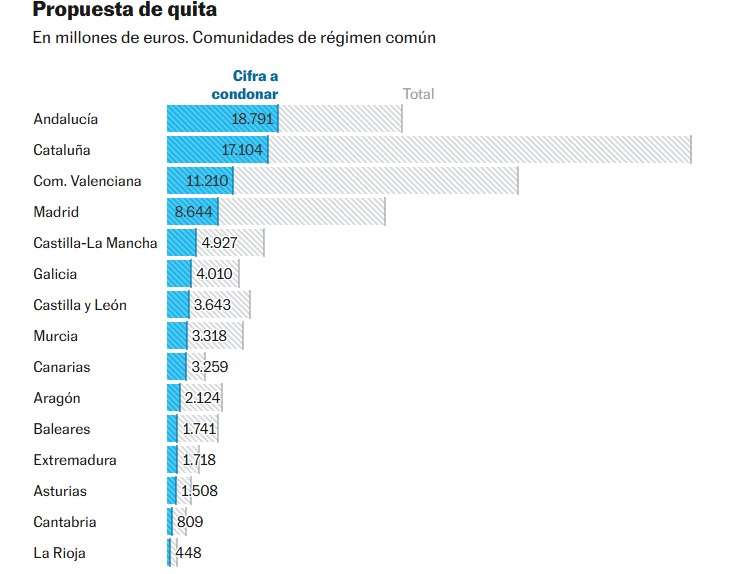 Propuesta de quita
En millones de euros. Comunidades de régimen común
Cifra a
condonar
Total
Andalucía 18.791
Cataluña 17.104
Com. Valenciana 11.210
Madrid 8.644
Castilla-La Mancha 4.927
Galicia 4.010
Castilla y León 3.643
Murcia 3.318
Canarias 3.259
Aragón 2.124
Baleares 1.741
Extremadura 1.718
Asturias 1.508
Cantabria 809
La Rioja 448